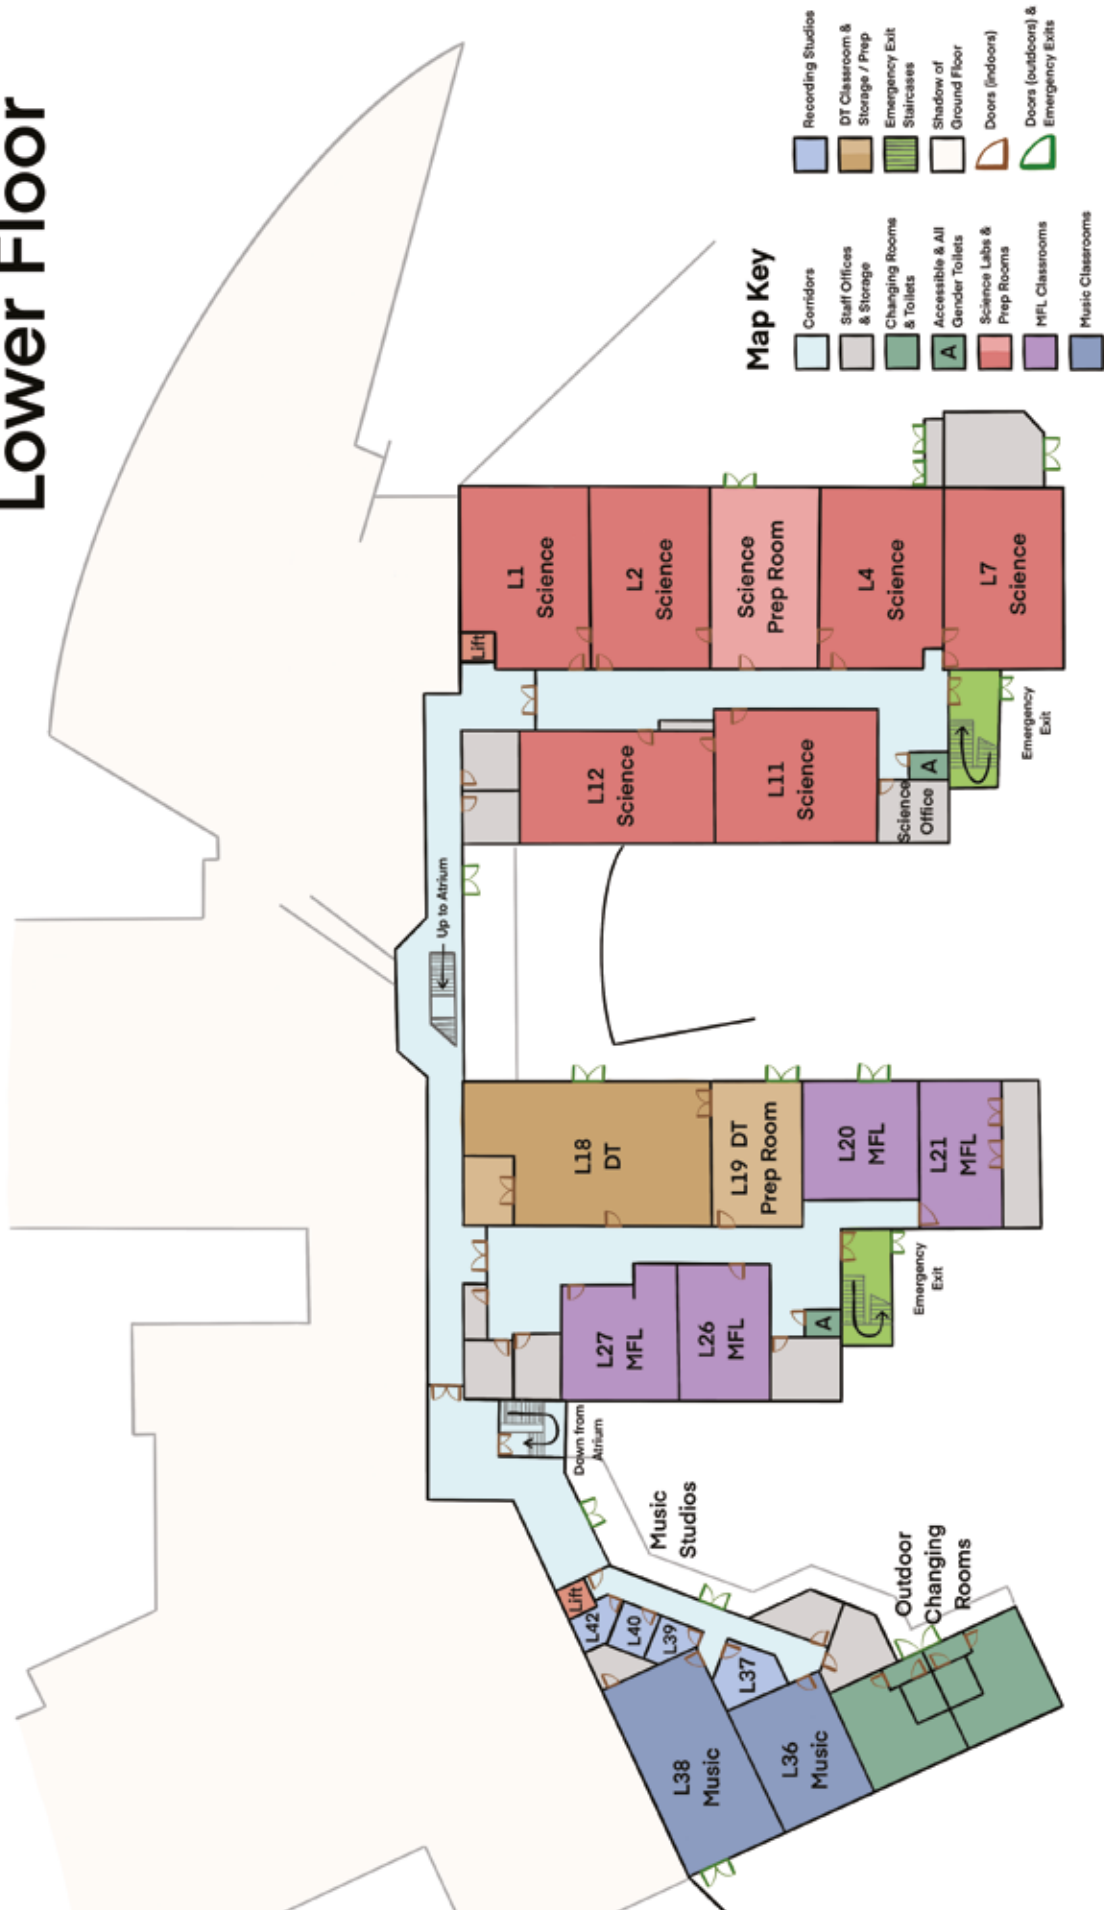 Lower Floor
L38
Music
L36
Music
L37
L42
L40
L39
Lift
Music
Studios
Outdoor
Changing
Rooms
Down from
Atrium
L27
MFL
L26
MFL
A
Emergency
Exit
L18
DT
L19 DT
Prep Room
L20
MFL
L21
MFL
Up to Atrium
L12
Science
L11
Science
Science
Office
A
Emergency
Exit
Lift
L1
Science
L2
Science
Science
Prep Room
L4
Science
L7
Science
Map Key
Corridors
Staff Offices
& Storage
Changing Rooms
& Toilets
A
Accessible & All
Gender Toilets
Science Labs &
Prep Rooms
MFL Classrooms
Music Classrooms
Recording Studios
DT Classroom &
Storage / Prep
Emergency Exit
Staircases
Shadow of
Ground Floor
Doors (indoors)
Doors (outdoors) &
Emergency Exits